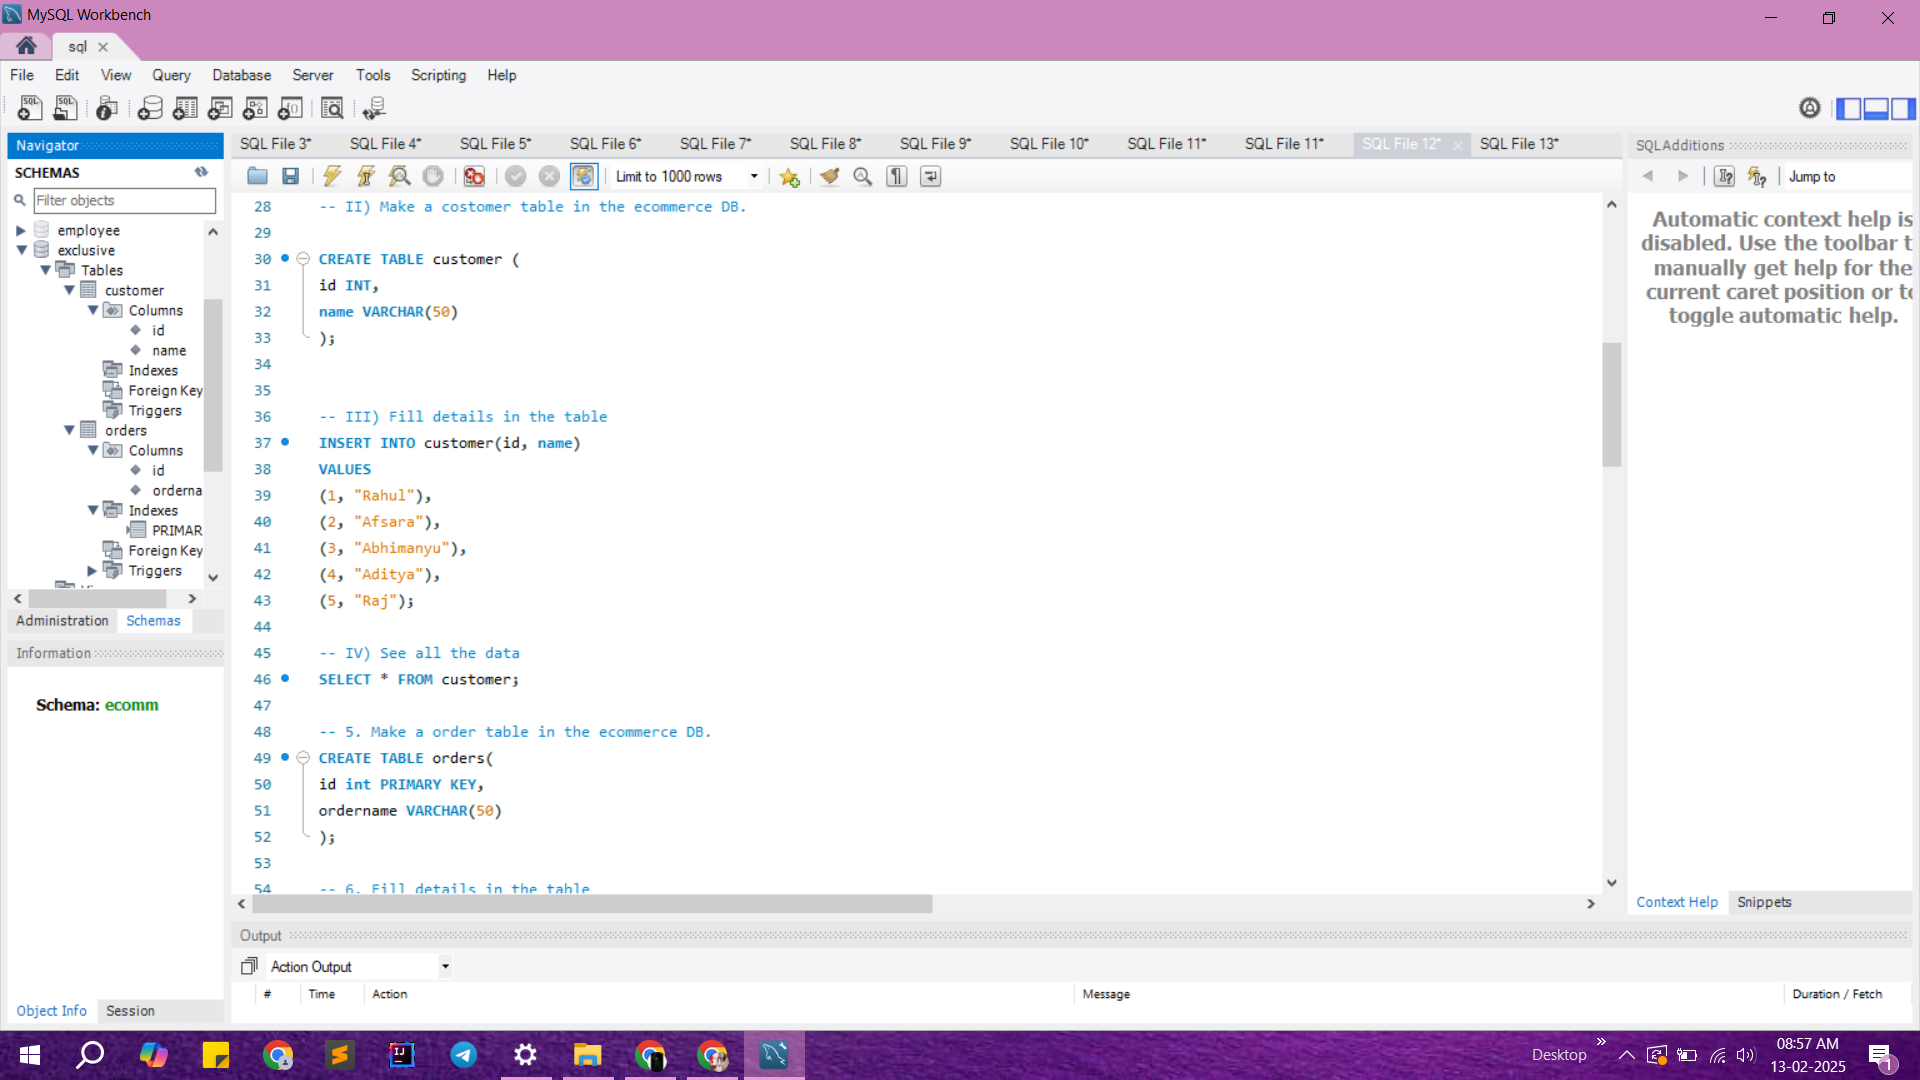 MySQL Workbench
sql
File Edit View Query Database Server Tools Scripting Help
Navigator
SCHEMAS
Filter objects
employee
exclusive
Tables
customer
Columns
id
name
Indexes
Foreign Key
Triggers
orders
Columns
id
orderna
Indexes
PRIMAR
Foreign Key
Triggers
Administration Schemas
Information
Schema: ecomm
Object Info Session
SQL File 3* SQL File 4* SQL File 5* SQL File 6* SQL File 7* SQL File 8* SQL File 9* SQL File 10* SQL File 11* SQL File 11* SQL File 12* SQL File 13*
Limit to 1000 rows
28 -- II) Make a costomer table in the ecommerce DB.
29
30 CREATE TABLE customer (
31 id INT,
32 name VARCHAR(50)
33 );
34
35
36 -- III) Fill details in the table
37 INSERT INTO customer(id, name)
38 VALUES
39 (1, "Rahul"),
40 (2, "Afsara"),
41 (3, "Abhimanyu"),
42 (4, "Aditya"),
43 (5, "Raj");
44
45 -- IV) See all the data
46 SELECT * FROM customer;
47
48 -- 5. Make a order table in the ecommerce DB.
49 CREATE TABLE orders(
50 id int PRIMARY KEY,
51 ordername VARCHAR(50)
52 );
53
54 -- 6. Fill details in the table
SQLAdditions
Jump to
Automatic context help is
disabled. Use the toolbar t
manually get help for the
current caret position or to
toggle automatic help.
Context Help Snippets
Output
Action Output
# Time Action Message Duration / Fetch
Desktop
08:57 AM
13-02-2025
1